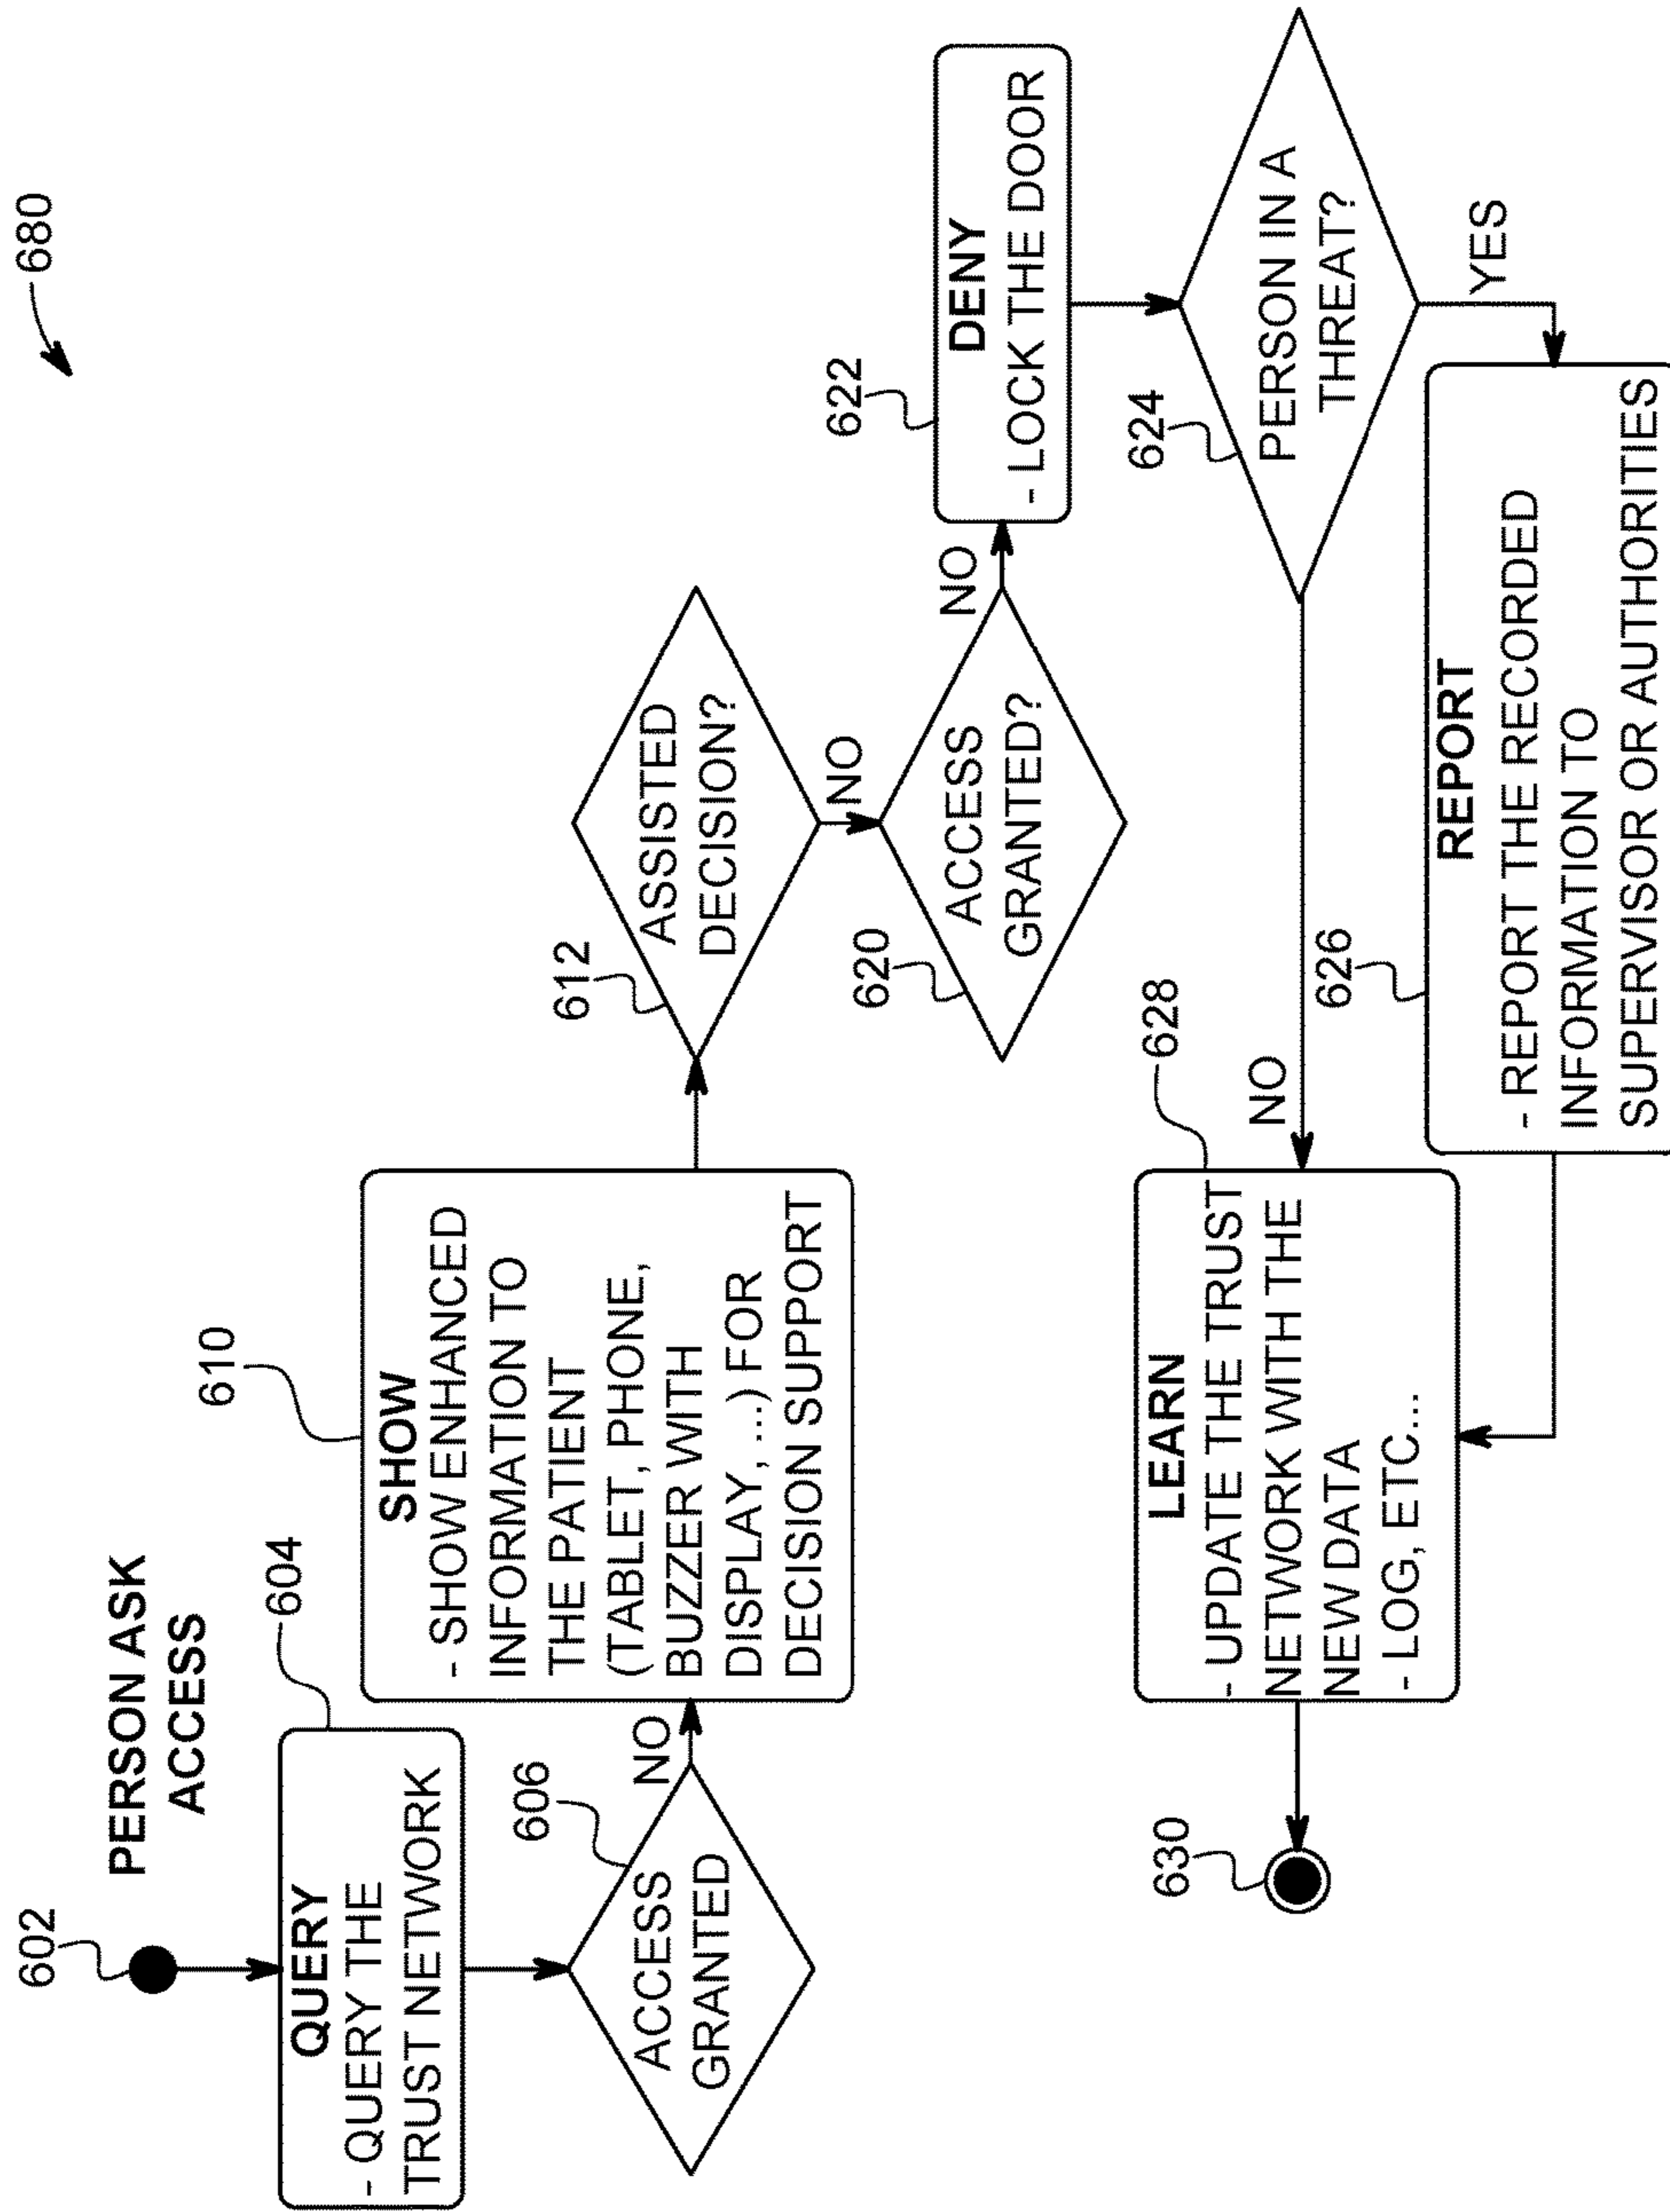 680
602
PERSON ASK
ACCESS
604
QUERY
- QUERY THE
TRUST NETWORK
606
ACCESS
GRANTED
NO
610
SHOW
- SHOW ENHANCED
INFORMATION TO
THE PATIENT
(TABLET, PHONE,
BUZZER WITH
DISPLAY, ...) FOR
DECISION SUPPORT
612
ASSISTED
DECISION?
NO
620
ACCESS
GRANTED?
NO
622
DENY
- LOCK THE DOOR
624
PERSON IN A
THREAT?
YES
NO
626
REPORT
- REPORT THE RECORDED
INFORMATION TO
SUPERVISOR OR AUTHORITIES
628
LEARN
- UPDATE THE TRUST
NETWORK WITH THE
NEW DATA
- LOG, ETC...
630